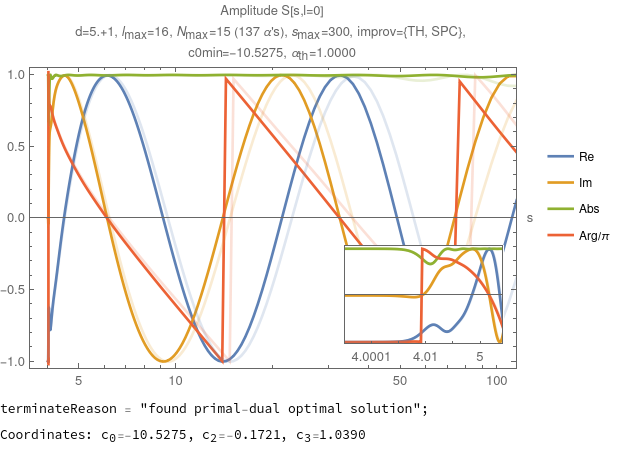 Amplitude S[s,l=0]
d=5.+1, lmax=16, Nmax=15 (137 α's), smax=300, improv={TH, SPC},
c0min=-10.5275, αth=1.0000
1.0
0.5
0.0
-0.5
-1.0
5
10
50
100
s
Re
Im
Abs
Arg/π
4.0001
4.01
5
terminateReason = "found primal-dual optimal solution";
Coordinates: c0=-10.5275, c2=-0.1721, c3=1.0390